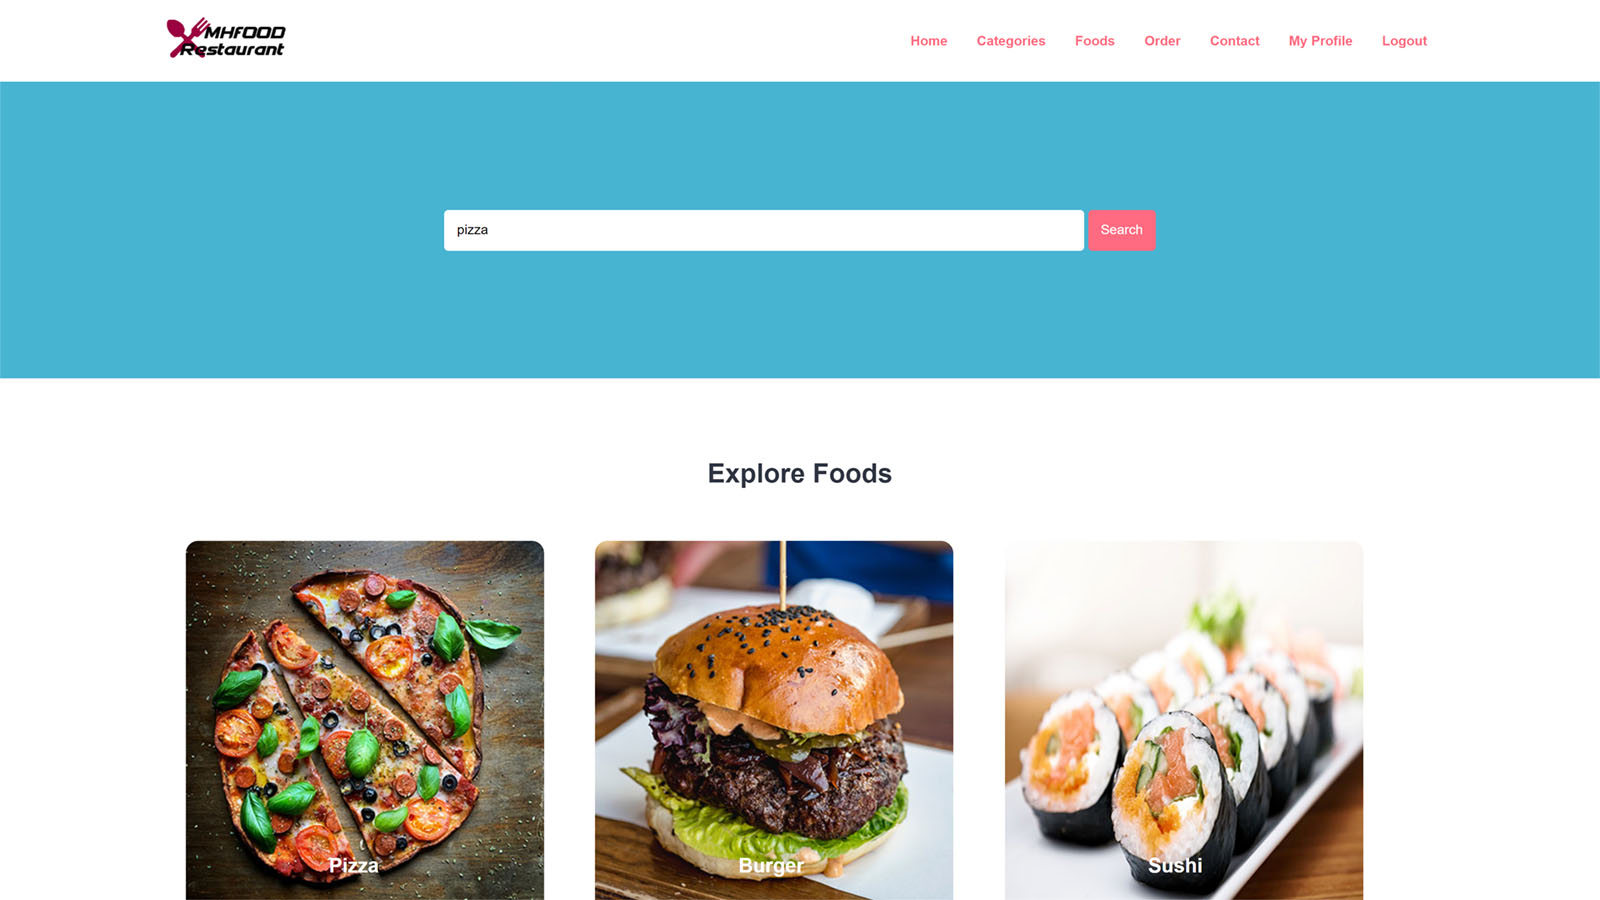 MHFOOD
Restaurant
Home Categories Foods Order Contact My Profile Logout
pizza Search
Explore Foods
Pizza Burger Sushi